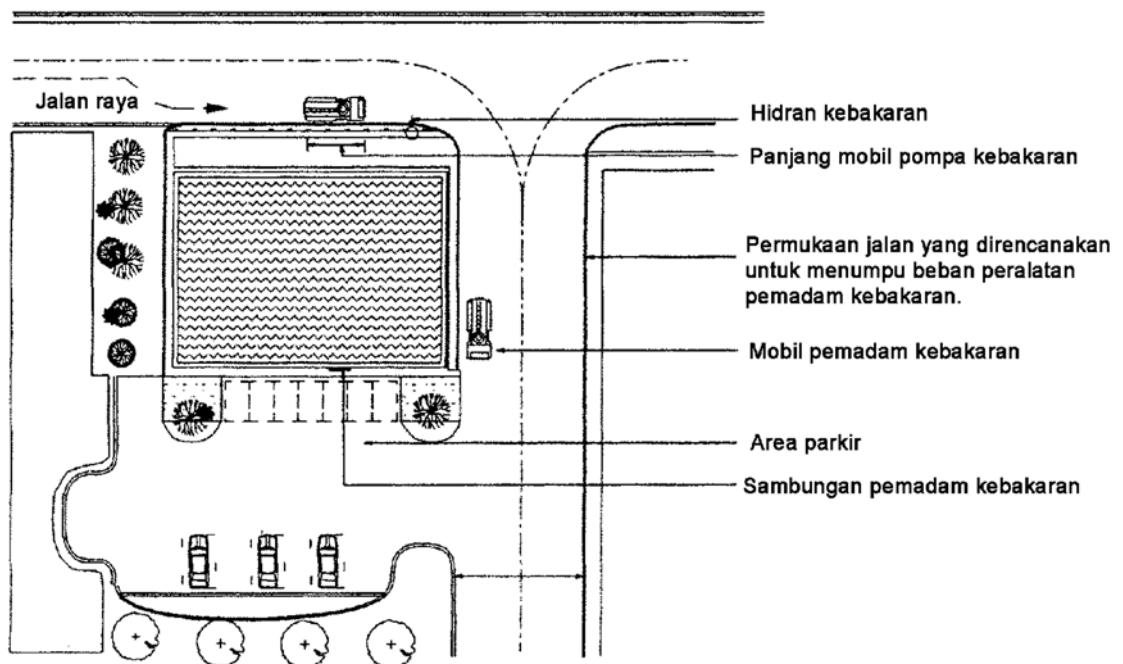 Jalan raya
Hidran kebakaran
Panjang mobil pompa kebakaran
Permukaan jalan yang direncanakan
untuk menumpu beban peralatan
pemadam kebakaran.
Mobil pemadam kebakaran
Area parkir
Sambungan pemadam kebakaran